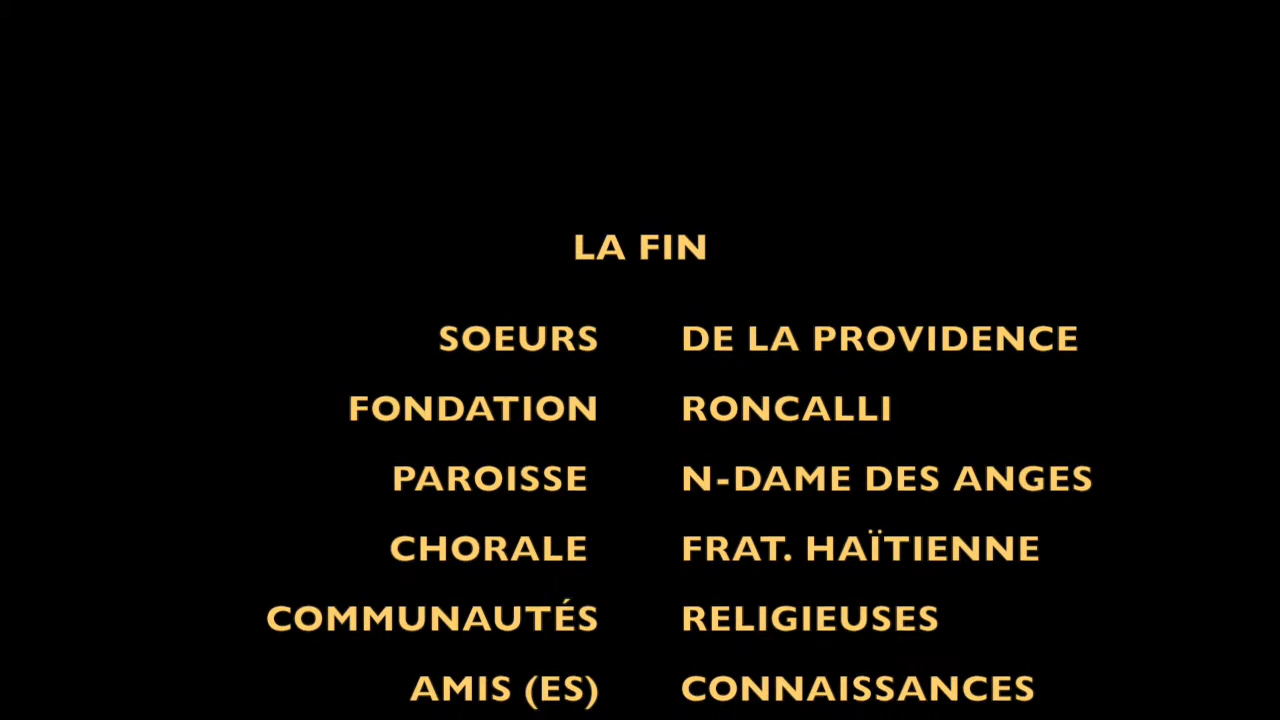 LA FIN
SOEURS DE LA PROVIDENCE
FONDATION RONCALLI
PAROISSE N-DAME DES ANGES
CHORALE FRAT. HAÏTIENNE
COMMUNAUTÉS RELIGIEUSES
AMIS (ES) CONNAISSANCES